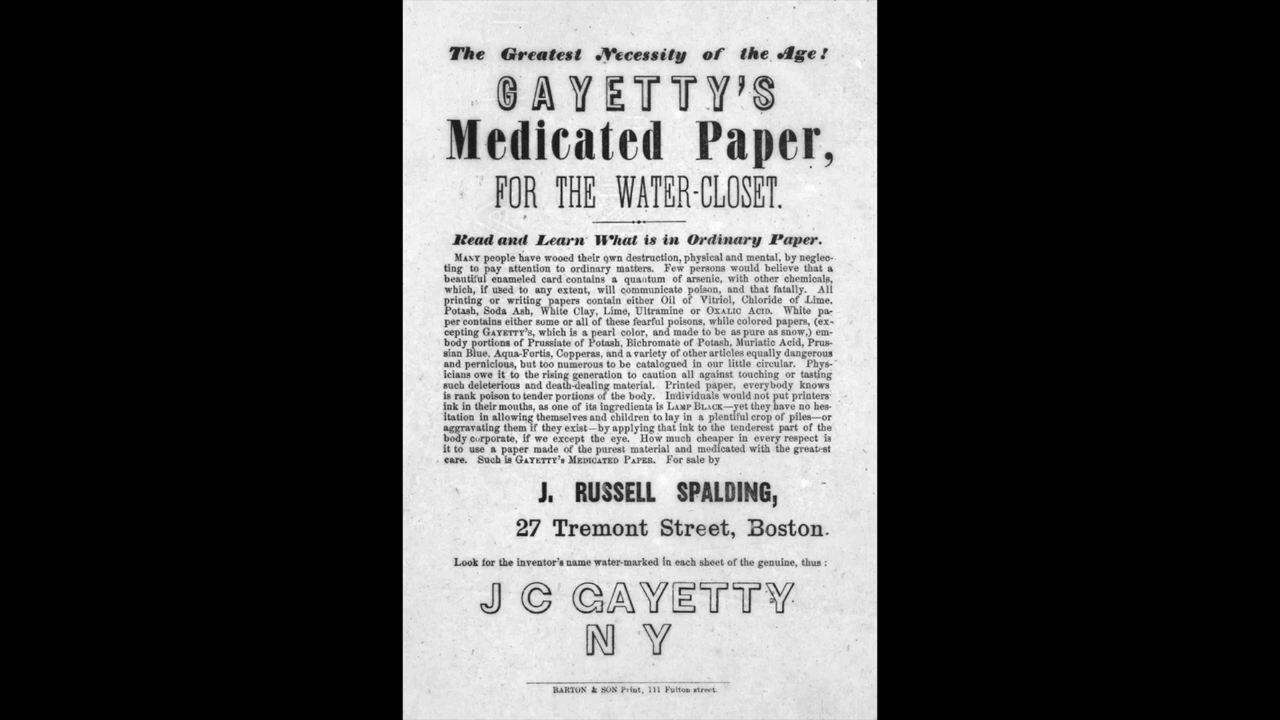 The Greatest Necessity of the Age!
GAYETTY'S
Medicated Paper,
FOR THE WATER-CLOSET.
Read and Learn What is in Ordinary Paper.
MANY people have wooed their own destruction, physical and mental, by neglec-
ting to pay attention to ordinary matters. Few persons would believe that a
beautiful enameled card contains a quantum of arsenic, with other chemicals,
which, if used to any extent, will communicate poison, and that fatally. All
printing or writing papers contain either Oil of Vitriol, Chloride of Lime,
Potash, Soda Ash, White Clay, Lime, Ultramine or OXALIC ACID. White pa-
per contains either some or all of these fearful poisons, while colored papers, (ex-
cepting GAYETTY'S, which is a pearl color, and made to be as pure as snow,) em-
body portions of Prussiate of Potash, Bichromate of Potash, Muriatic Acid, Prus-
sian Blue, Aqua-Fortis, Copperas, and a variety of other articles equally dangerous
and pernicious, but too numerous to be catalogued in our little circular. Phys-
icians owe it to the rising generation to caution all against touching or tasting
such deleterious and death-dealing material. Printed paper, everybody knows
is rank poison to tender portions of the body. Individuals would not put printers'
ink in their mouths, as one of its ingredients is LAMP BLACK—yet they have no hes-
itation in allowing themselves and children to lay in a plentiful crop of piles—or
aggravating them if they exist—by applying that ink to the tenderest part of the
body corporate, if we except the eye. How much cheaper in every respect is
it to use a paper made of the purest material and medicated with the greatest
care. Such is GAYETTY'S MEDICATED PAPER. For sale by
J. RUSSELL SPALDING,
27 Tremont Street, Boston.
Look for the inventor's name water-marked in each sheet of the genuine, thus :
J C GAYETTY
N Y
BARTON & SON Print, 111 Fulton street.